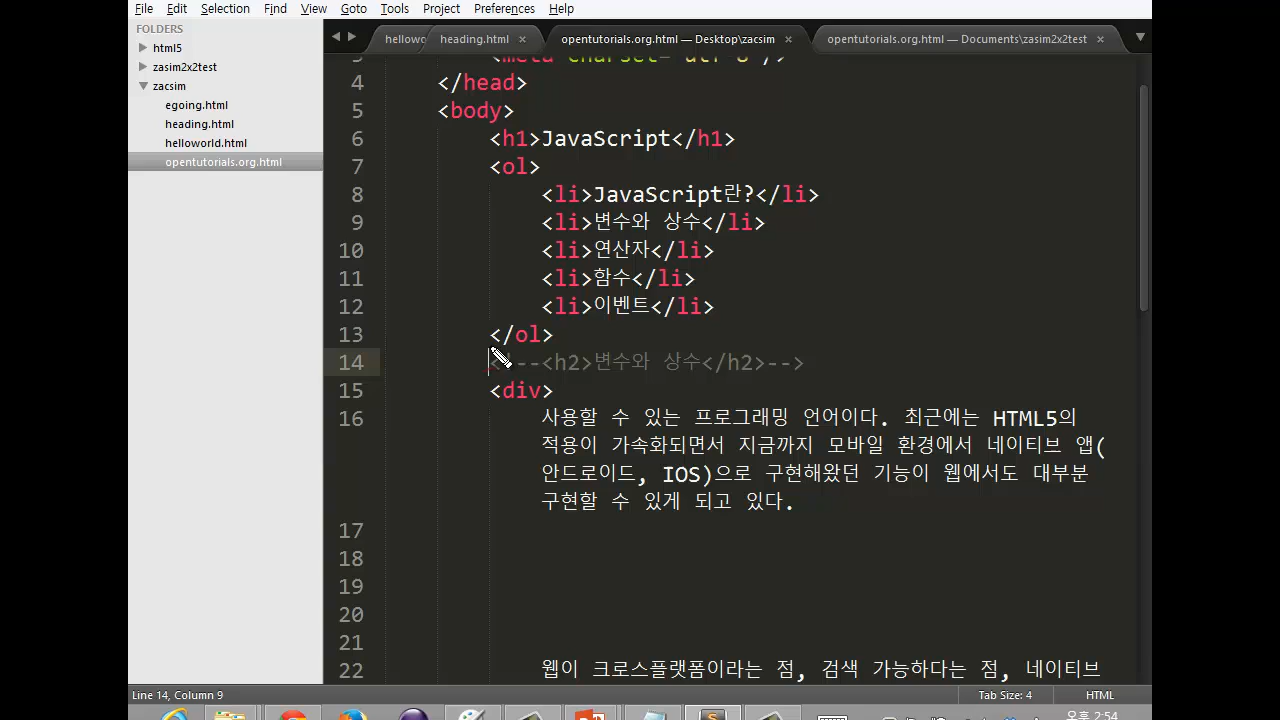 File Edit Selection Find View Goto Tools Project Preferences Help
FOLDERS
html5
zasim2x2test
zacsim
egoing.html
heading.html
helloworld.html
opentutorials.org.html
hellowo heading.html × opentutorials.org.html — Desktop\zacsim × opentutorials.org.html — Documents\zasim2x2test ×
3 <meta charset="utf-8"/>
4 </head>
5 <body>
6 <h1>JavaScript</h1>
7 <ol>
8 <li>JavaScript란?</li>
9 <li>변수와 상수</li>
10 <li>연산자</li>
11 <li>함수</li>
12 <li>이벤트</li>
13 </ol>
14 <!--<h2>변수와 상수</h2>-->
15 <div>
16 사용할 수 있는 프로그래밍 언어이다. 최근에는 HTML5의
적용이 가속화되면서 지금까지 모바일 환경에서 네이티브 앱(
안드로이드, IOS)으로 구현해왔던 기능이 웹에서도 대부분
구현할 수 있게 되고 있다.
17
18
19
20
21
22 웹이 크로스플랫폼이라는 점, 검색 가능하다는 점, 네이티브
Line 14, Column 9 Tab Size: 4 HTML
오후 2:54